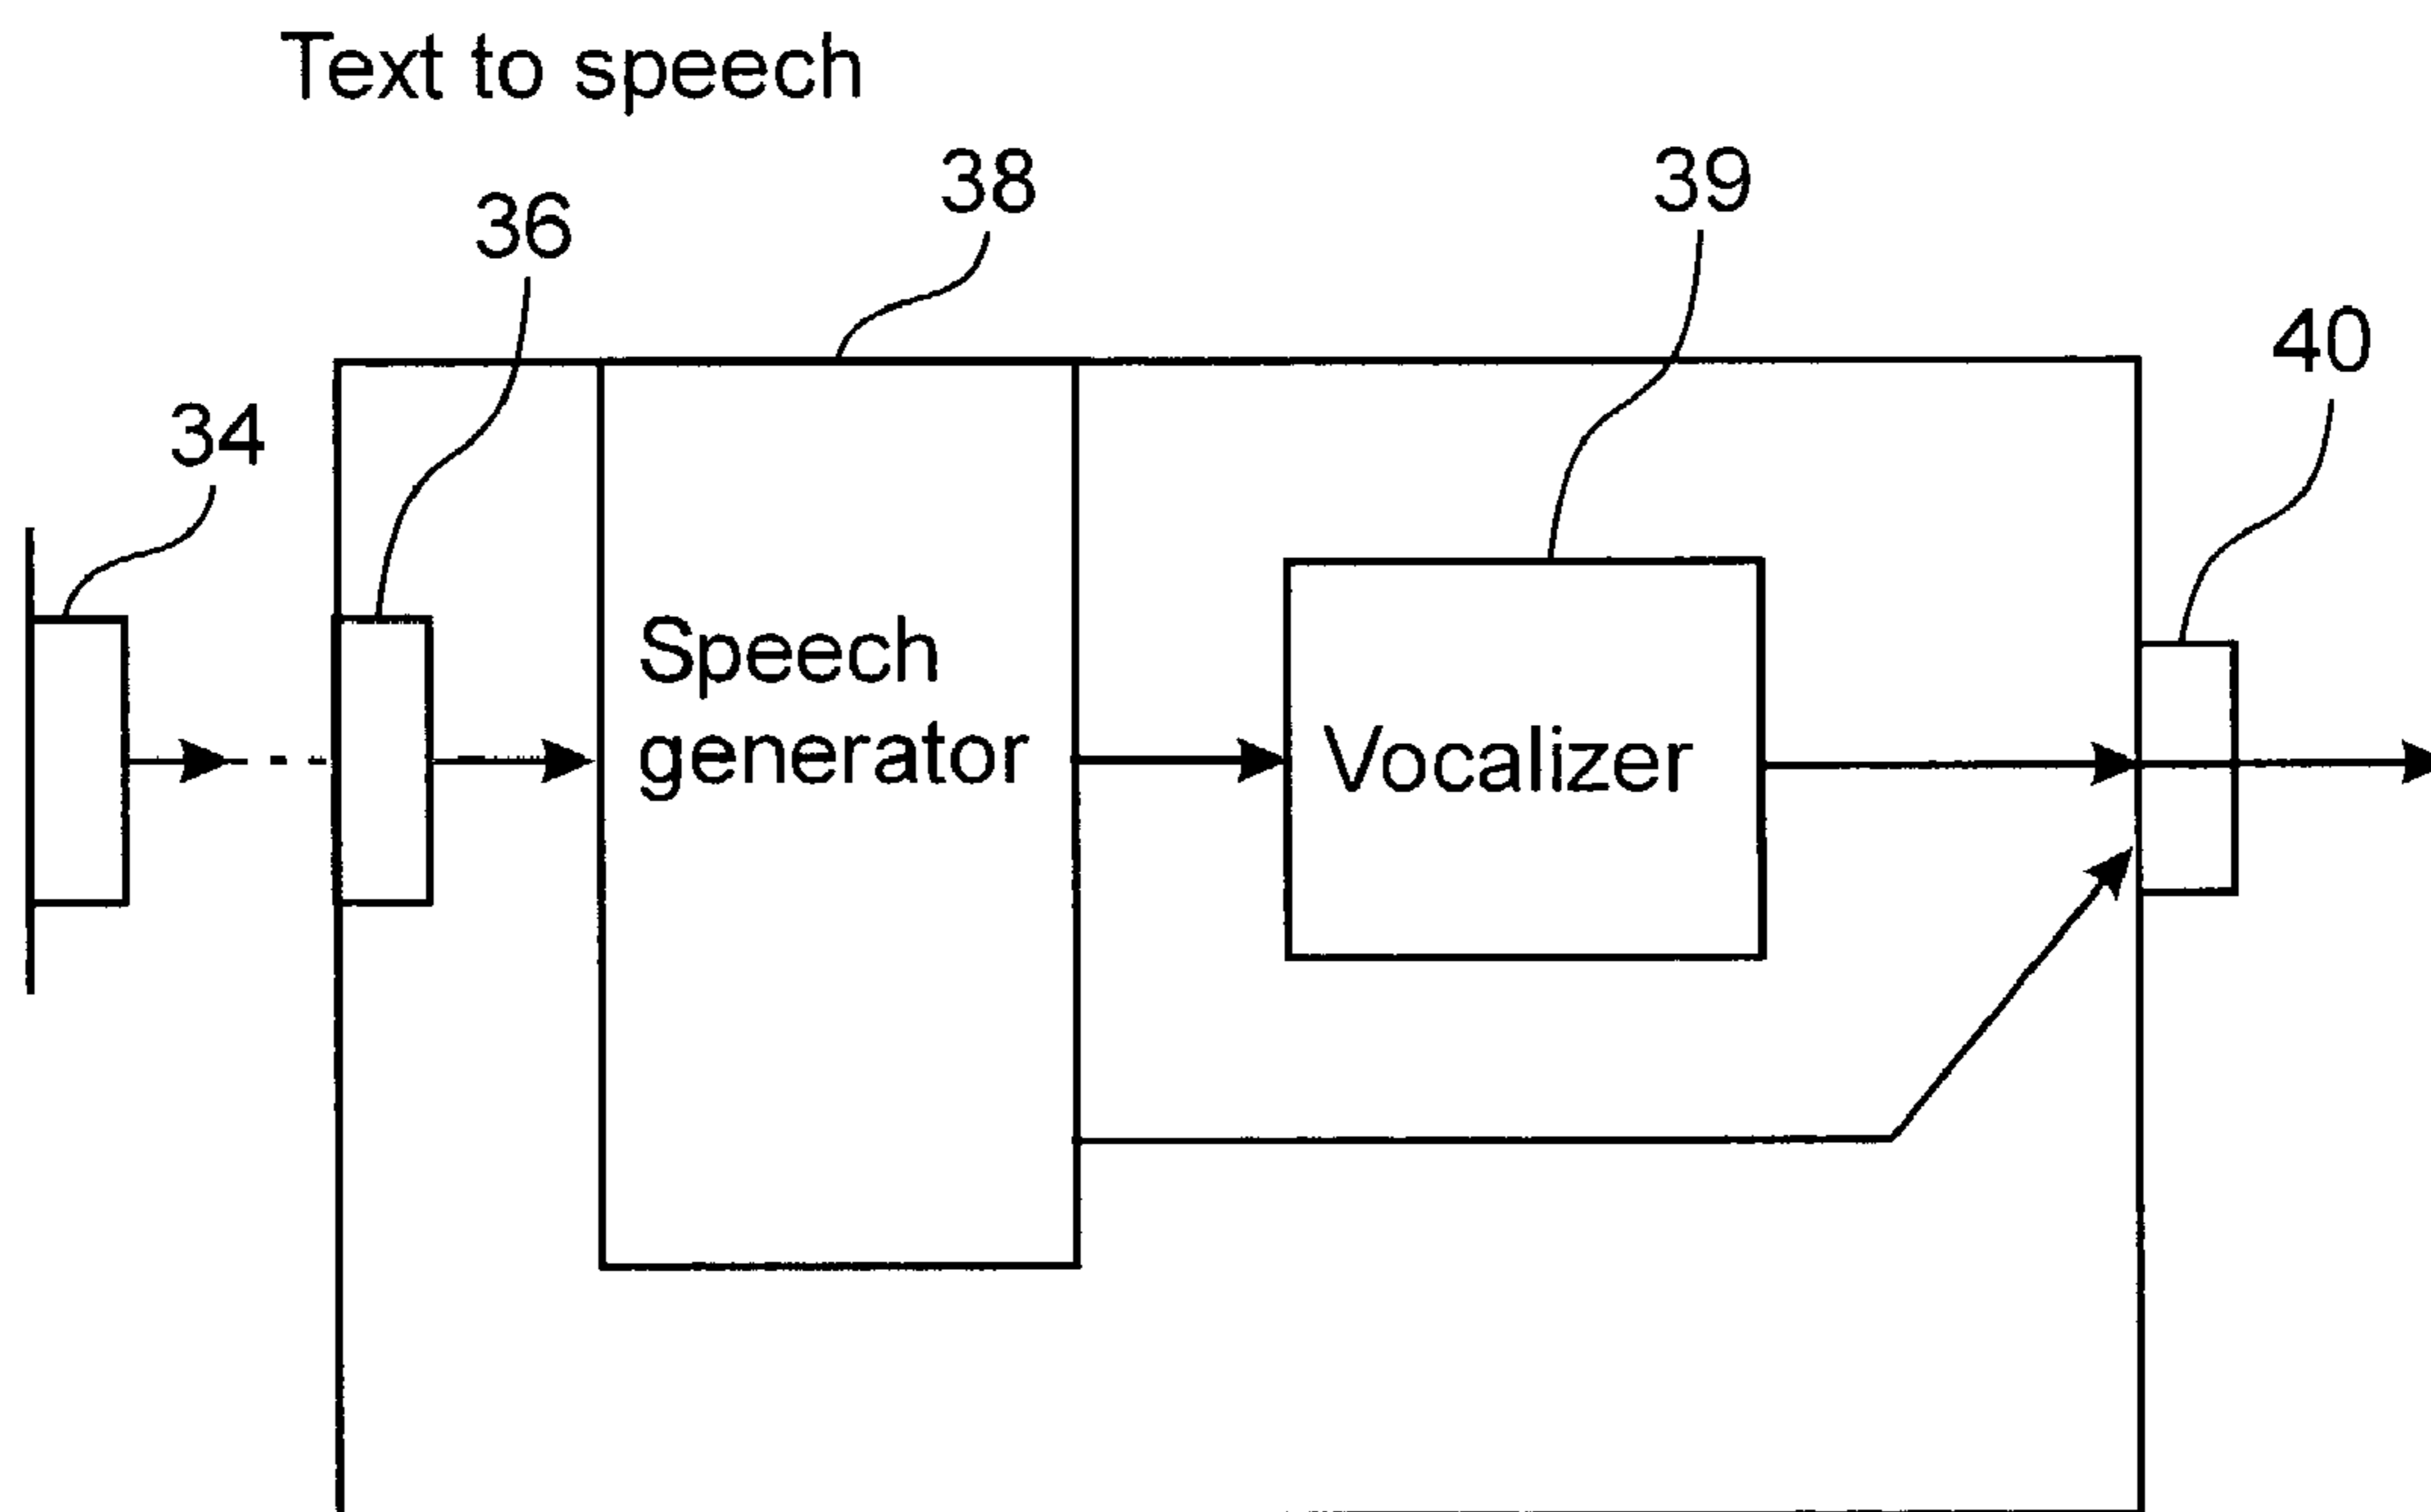 Text to speech
38
39
36
40
34
Speech
generator
Vocalizer